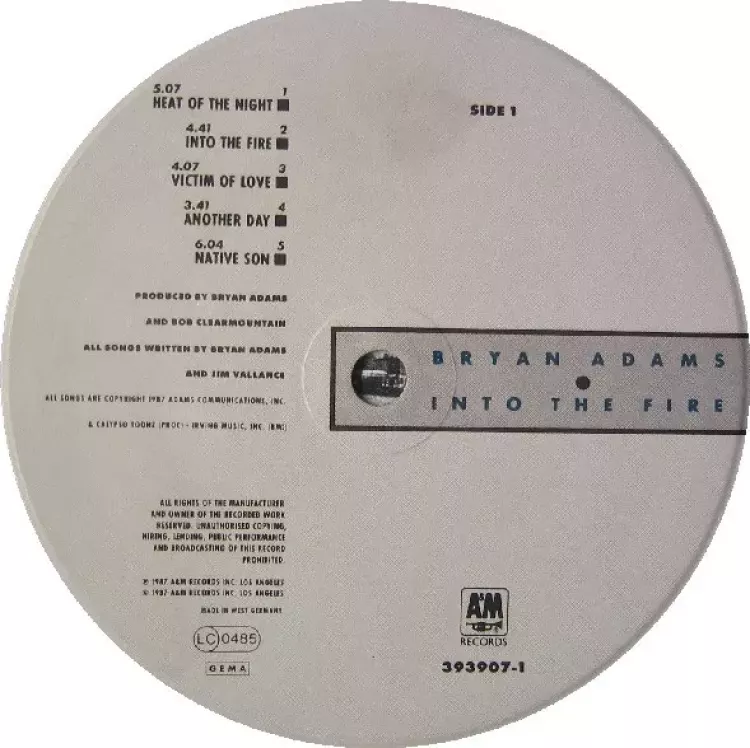 5.07 1
HEAT OF THE NIGHT
4.41 2
INTO THE FIRE
4.07 3
VICTIM OF LOVE
3.41 4
ANOTHER DAY
6.04 5
NATIVE SON
PRODUCED BY BRYAN ADAMS
AND BOB CLEARMOUNTAIN
ALL SONGS WRITTEN BY BRYAN ADAMS
AND JIM VALLANCE
ALL SONGS ARE COPYRIGHT 1987 ADAMS COMMUNICATIONS, INC.
& CALYPSO TOONZ (PROC) - IRVING MUSIC, INC. (BMI)
ALL RIGHTS OF THE MANUFACTURER
AND OWNER OF THE RECORDED WORK
RESERVED. UNAUTHORISED COPYING,
HIRING, LENDING, PUBLIC PERFORMANCE
AND BROADCASTING OF THIS RECORD
PROHIBITED.
℗ 1987 A&M RECORDS INC. LOS ANGELES
© 1987 A&M RECORDS INC. LOS ANGELES
MADE IN WEST GERMANY
LC 0485
GEMA
SIDE 1
BRYAN ADAMS
INTO THE FIRE
A&M
RECORDS
393907-1